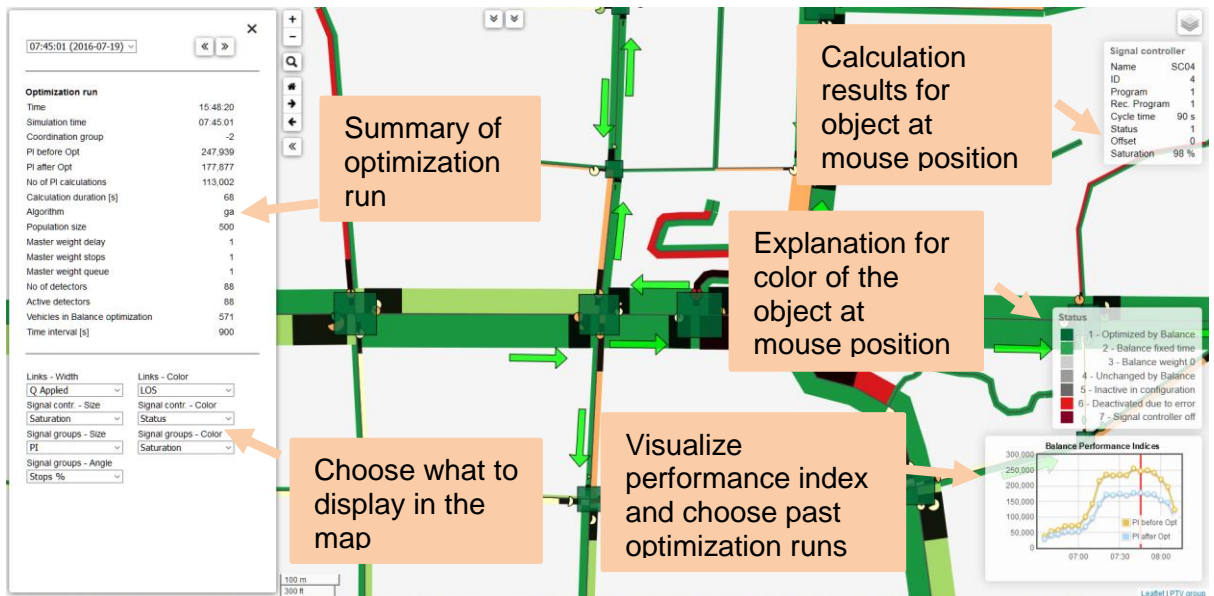 07:45:01 (2016-07-19)
Optimization run
Time 15:48:20
Simulation time 07:45:01
Coordination group -2
PI before Opt 247,939
PI after Opt 177,877
No of PI calculations 113,002
Calculation duration [s] 68
Algorithm ga
Population size 500
Master weight delay 1
Master weight stops 1
Master weight queue 1
No of detectors 88
Active detectors 88
Vehicles in Balance optimization 571
Time interval [s] 900
Links - Width Links - Color
Q Applied LOS
Signal contr. - Size Signal contr. - Color
Saturation Status
Signal groups - Size Signal groups - Color
PI Saturation
Signal groups - Angle
Stops %
Summary of
optimization
run
Choose what to
display in the
map
Calculation
results for
object at
mouse position
Explanation for
color of the
object at
mouse position
Visualize
performance index
and choose past
optimization runs
Signal controller
Name SC04
ID 4
Program 1
Rec. Program 1
Cycle time 90 s
Status 1
Offset 0
Saturation 98 %
Status
1 - Optimized by Balance
2 - Balance fixed time
3 - Balance weight 0
4 - Unchanged by Balance
5 - Inactive in configuration
6 - Deactivated due to error
7 - Signal controller off
Balance Performance Indices
300,000
250,000
200,000
150,000
100,000
50,000
0
07:00 07:30 08:00
PI before Opt
PI after Opt
100 m
300 ft
Leaflet | PTV group